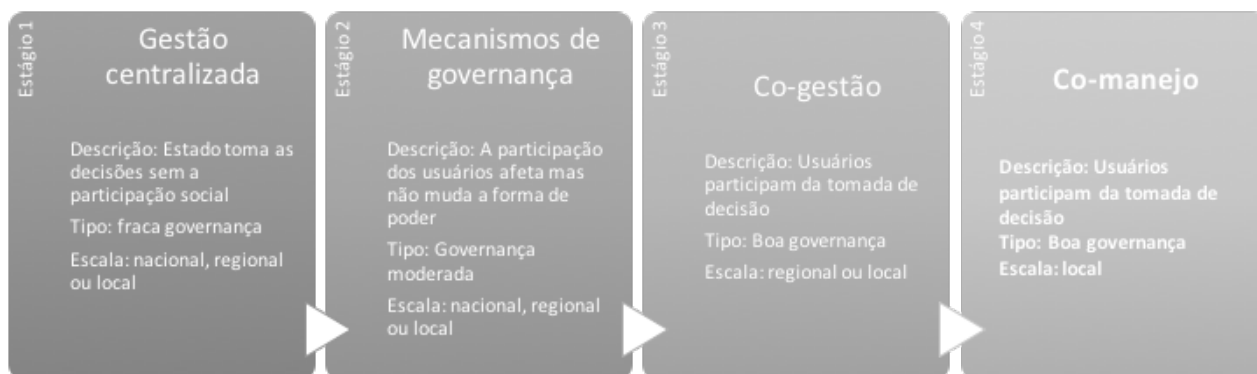 Estágio 1
Gestão
centralizada
Descrição: Estado toma as
decisões sem a
participação social
Tipo: fraca governança
Escala: nacional, regional
ou local
Estágio 2
Mecanismos de
governança
Descrição: A participação
dos usuários afeta mas
não muda a forma de
poder
Tipo: Governança
moderada
Escala: nacional, regional
ou local
Estágio 3
Co-gestão
Descrição: Usuários
participam da tomada de
decisão
Tipo: Boa governança
Escala: regional ou local
Estágio 4
Co-manejo
Descrição: Usuários
participam da tomada de
decisão
Tipo: Boa governança
Escala: local